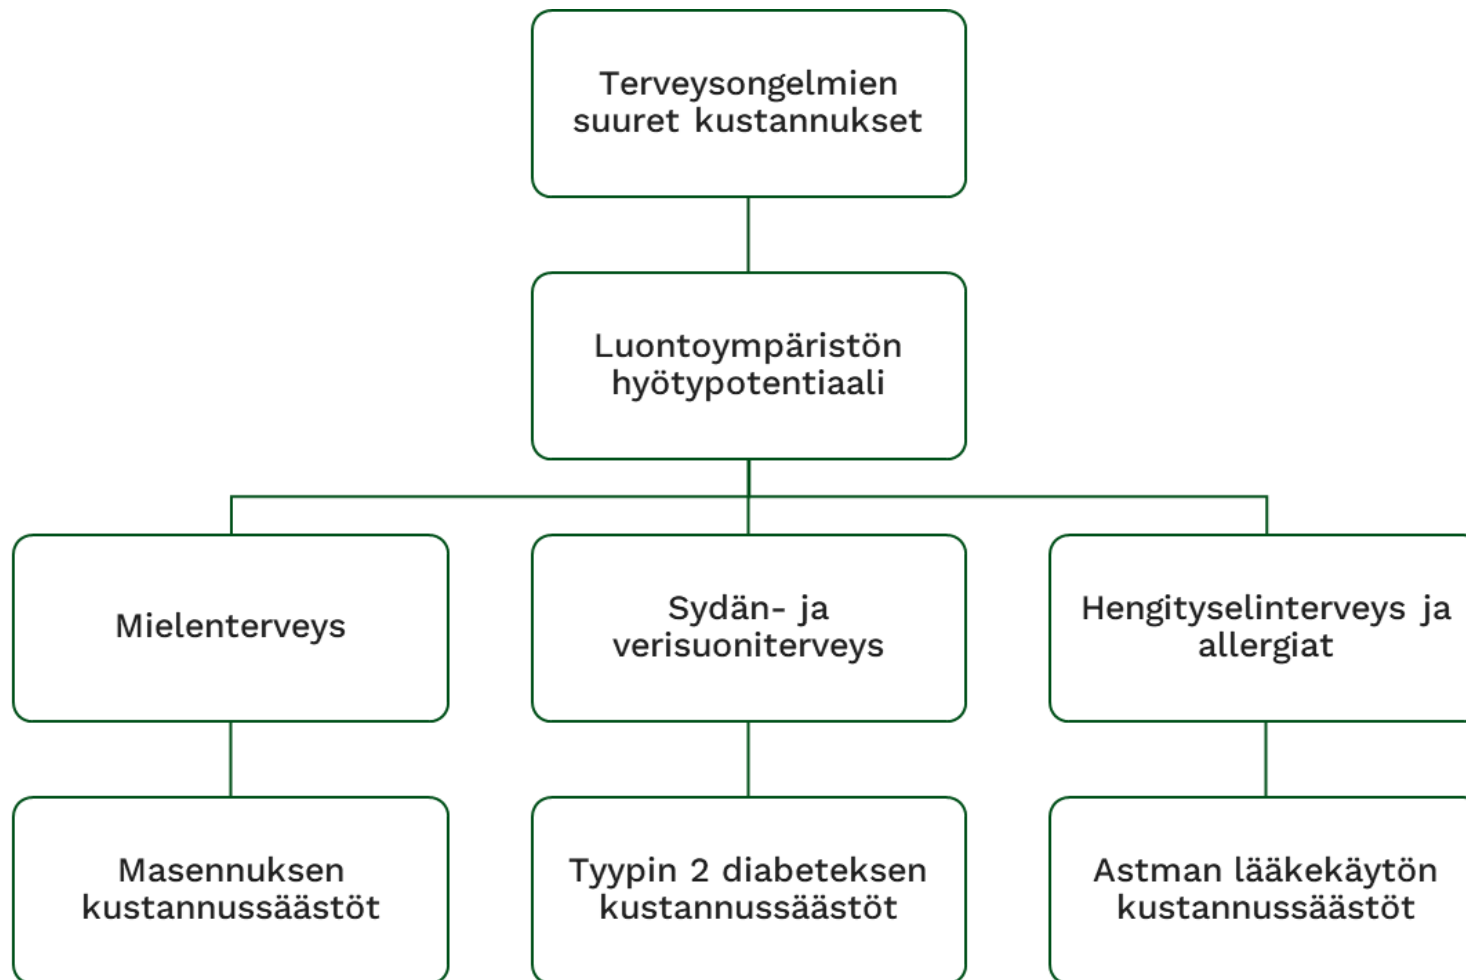 Terveysongelmien
suuret kustannukset
Luontoympäristön
hyötypotentiaali
Mielenterveys
Sydän- ja
verisuoniterveys
Hengityselinterveys ja
allergiat
Masennuksen
kustannussäästöt
Tyypin 2 diabeteksen
kustannussäästöt
Astman lääkekäytön
kustannussäästöt